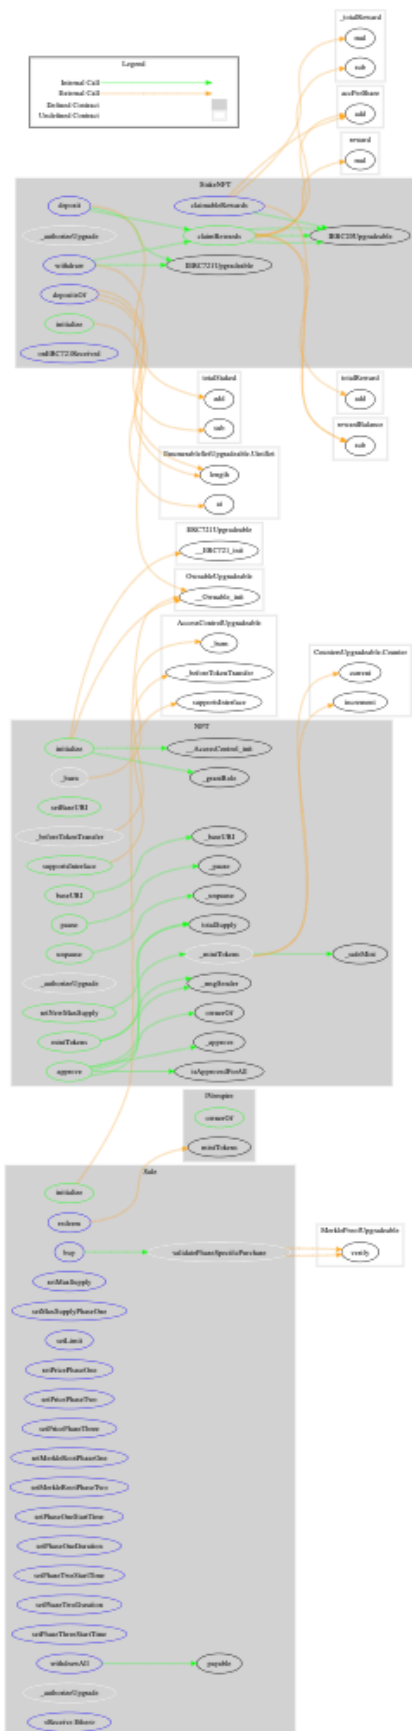 _totalReward
mul
sub
Legend
accPerShare
Internal Call
External Call
add
Defined Contract
Undefined Contract
reward
mul
StakeNFT
deposit
claimableRewards
_authorizeUpgrade
claimRewards
IERC20Upgradeable
withdraw
IERC721Upgradeable
depositsOf
initialize
onERC721Received
totalStaked
totalReward
add
add
sub
rewardBalance
sub
EnumerableSetUpgradeable.UintSet
length
at
ERC721Upgradeable
__ERC721_init
OwnableUpgradeable
__Ownable_init
AccessControlUpgradeable
_burn
CountersUpgradeable.Counter
_beforeTokenTransfer
current
supportsInterface
increment
NFT
initialize
__AccessControl_init
_burn
_grantRole
setBaseURI
_beforeTokenTransfer
_baseURI
supportsInterface
_pause
baseURI
_unpause
pause
totalSupply
unpause
_mintTokens
_safeMint
_authorizeUpgrade
_msgSender
setNewMaxSupply
ownerOf
mintTokens
_approve
approve
isApprovedForAll
ownerOf
mintTokens
Sale
initialize
redeem
MerkleProofUpgradeable
buy
validatePhaseSpecificPurchase
verify
setMaxSupply
setMaxSupplyPhaseOne
setLimit
setPricePhaseOne
setPricePhaseTwo
setPricePhaseThree
setMerkleRootPhaseOne
setMerkleRootPhaseTwo
setPhaseOneStartTime
setPhaseOneDuration
setPhaseTwoStartTime
setPhaseTwoDuration
setPhaseThreeStartTime
withdrawAll
payable
_authorizeUpgrade
<Receive Ether>